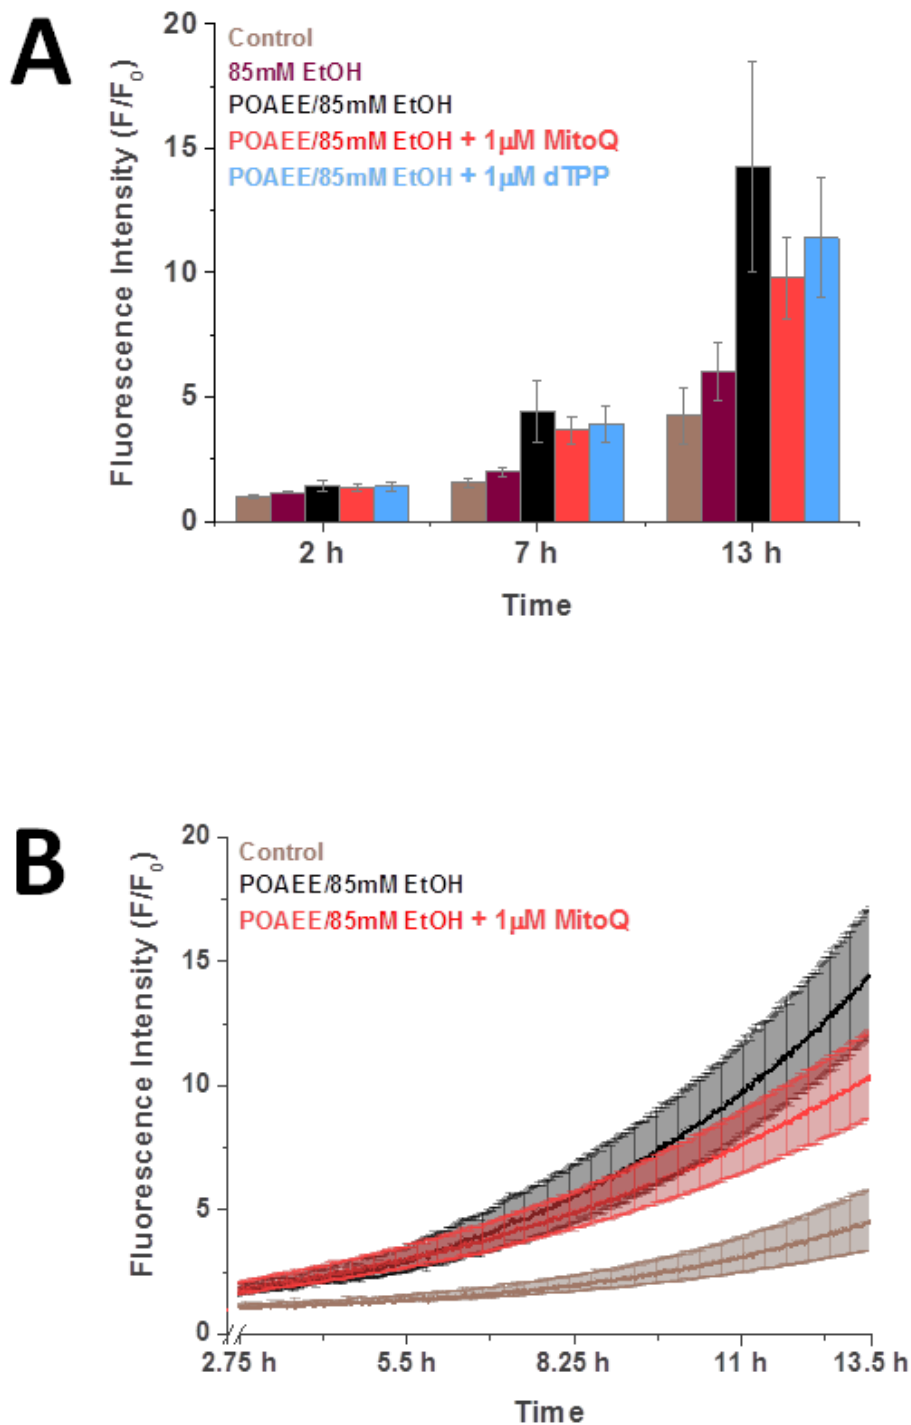 A
Fluorescence Intensity (F/F₀)
20
15
10
5
0
Control
85mM EtOH
POAEE/85mM EtOH
POAEE/85mM EtOH + 1µM MitoQ
POAEE/85mM EtOH + 1µM dTPP
2 h 7 h 13 h
Time
B
Fluorescence Intensity (F/F₀)
20
15
10
5
0
Control
POAEE/85mM EtOH
POAEE/85mM EtOH + 1µM MitoQ
2.75 h 5.5 h 8.25 h 11 h 13.5 h
Time